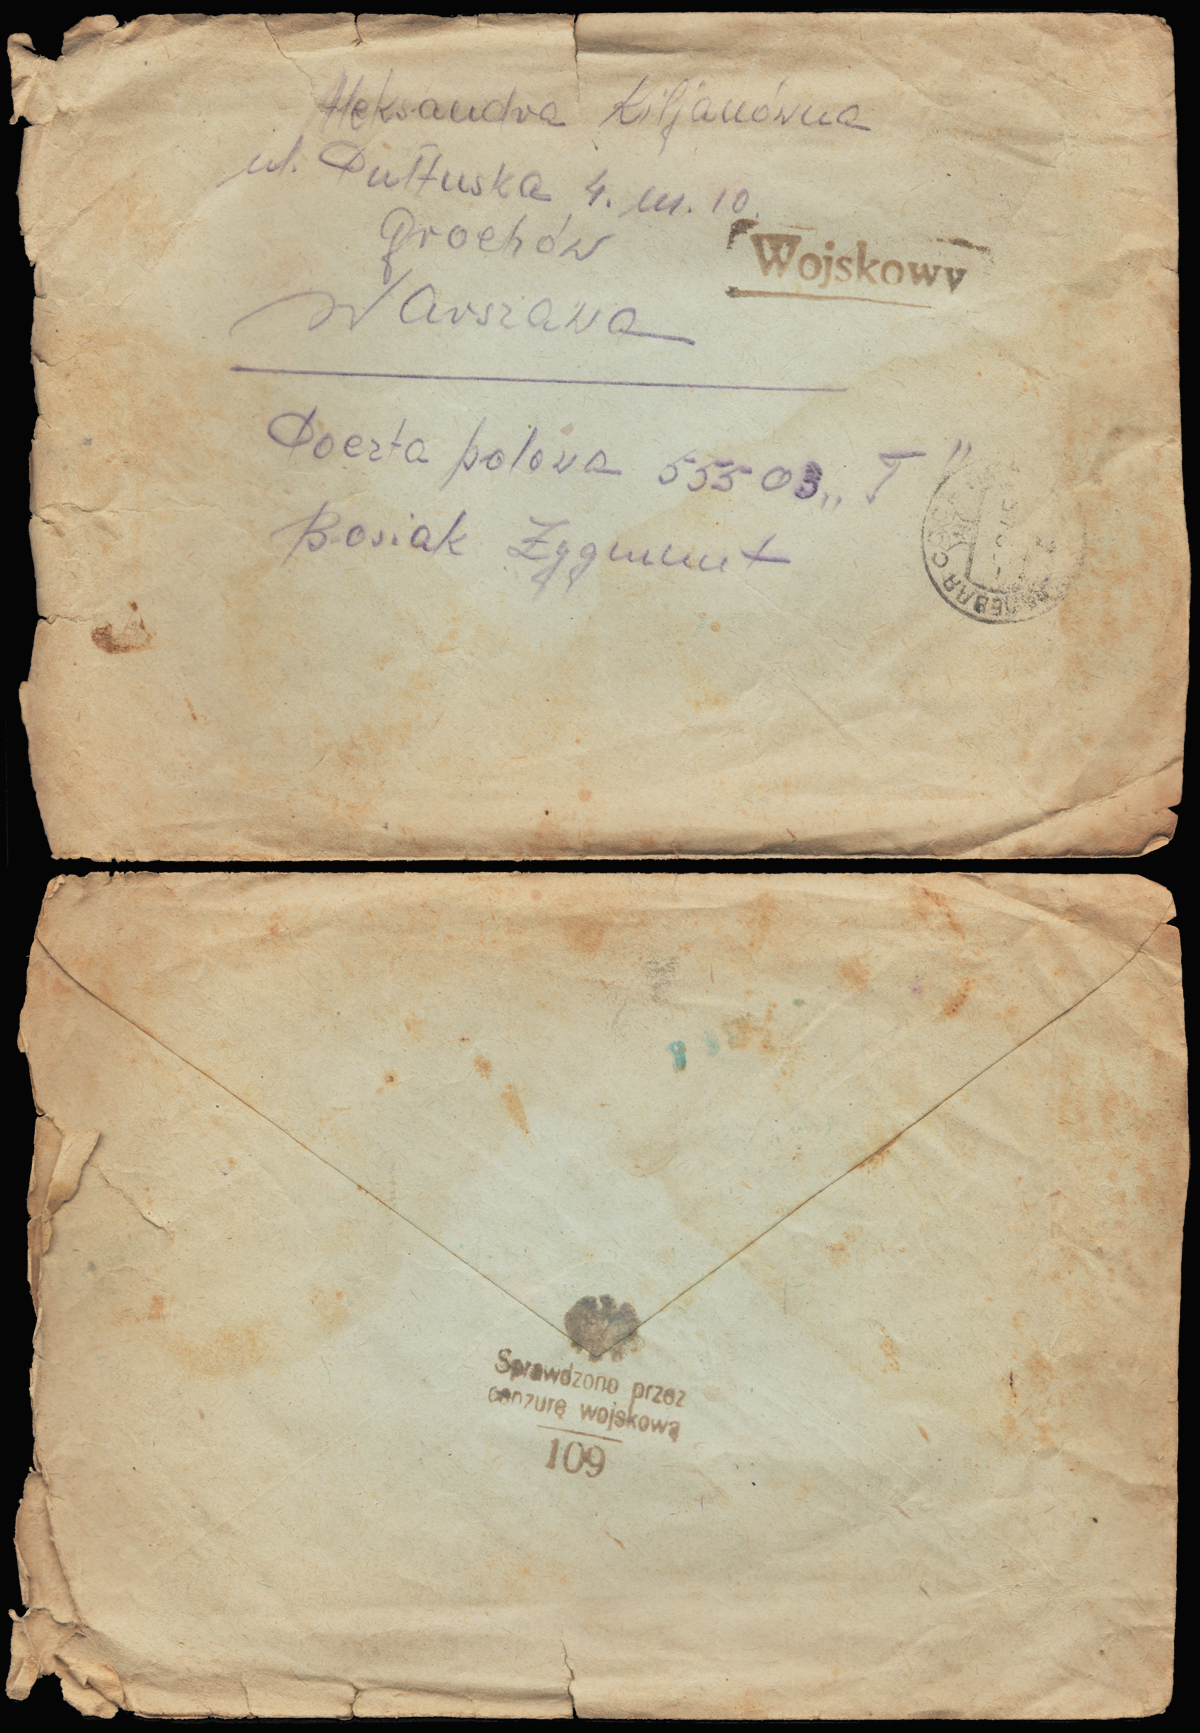 Aleksandra Kiljanówna
ul. Pułtuska 4. m. 10.
Grochów
Warszawa
Wojskowy
Poczta polowa 55503 „T”
Bosiak Zygmunt
Sprawdzono przez
cenzurę wojskową
109